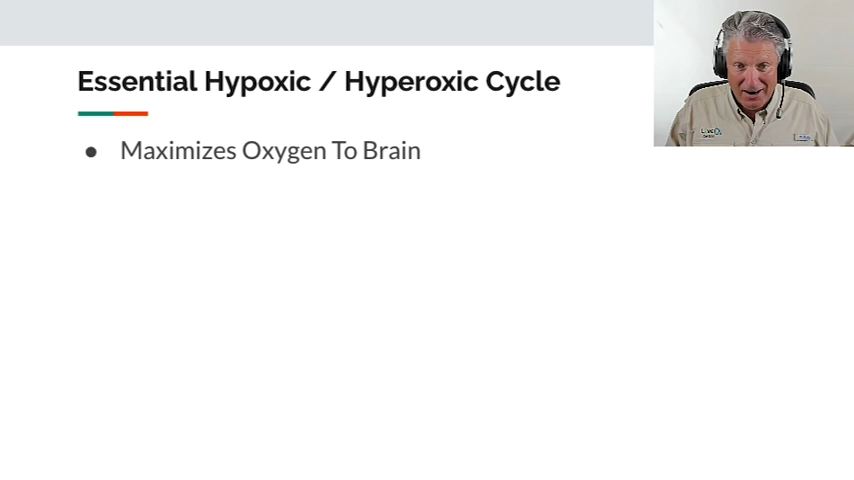 Essential Hypoxic / Hyperoxic Cycle
● Maximizes Oxygen To Brain